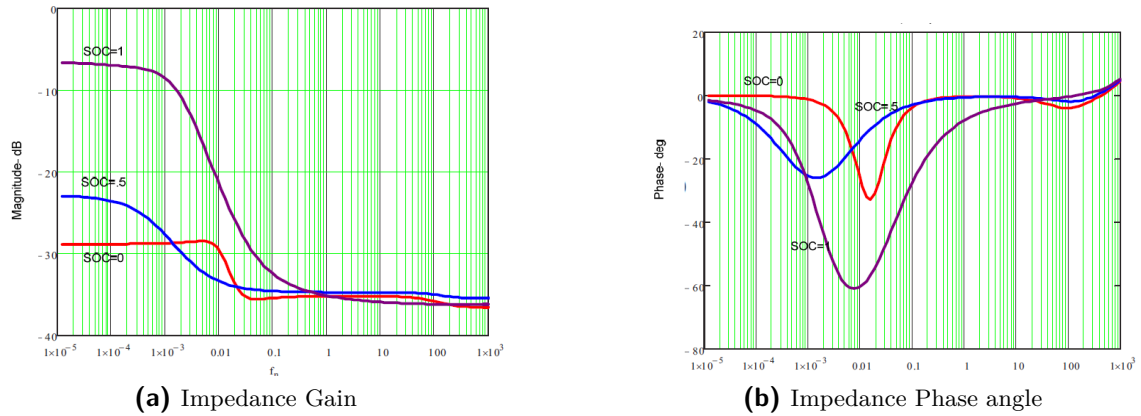 0
SOC=1
-10
Magnitude- dB
-20
SOC=.5
-30
SOC=0
-40
1×10⁻⁵ 1×10⁻⁴ 1×10⁻³ 0.01 0.1 1 10 100 1×10³
(a) Impedance Gain
20
SOC=0
0
SOC=.5
Phase- deg
-20
-40
SOC=1
-60
-80
1×10⁻⁵ 1×10⁻⁴ 1×10⁻³ 0.01 0.1 1 10 100 1×10³
(b) Impedance Phase angle